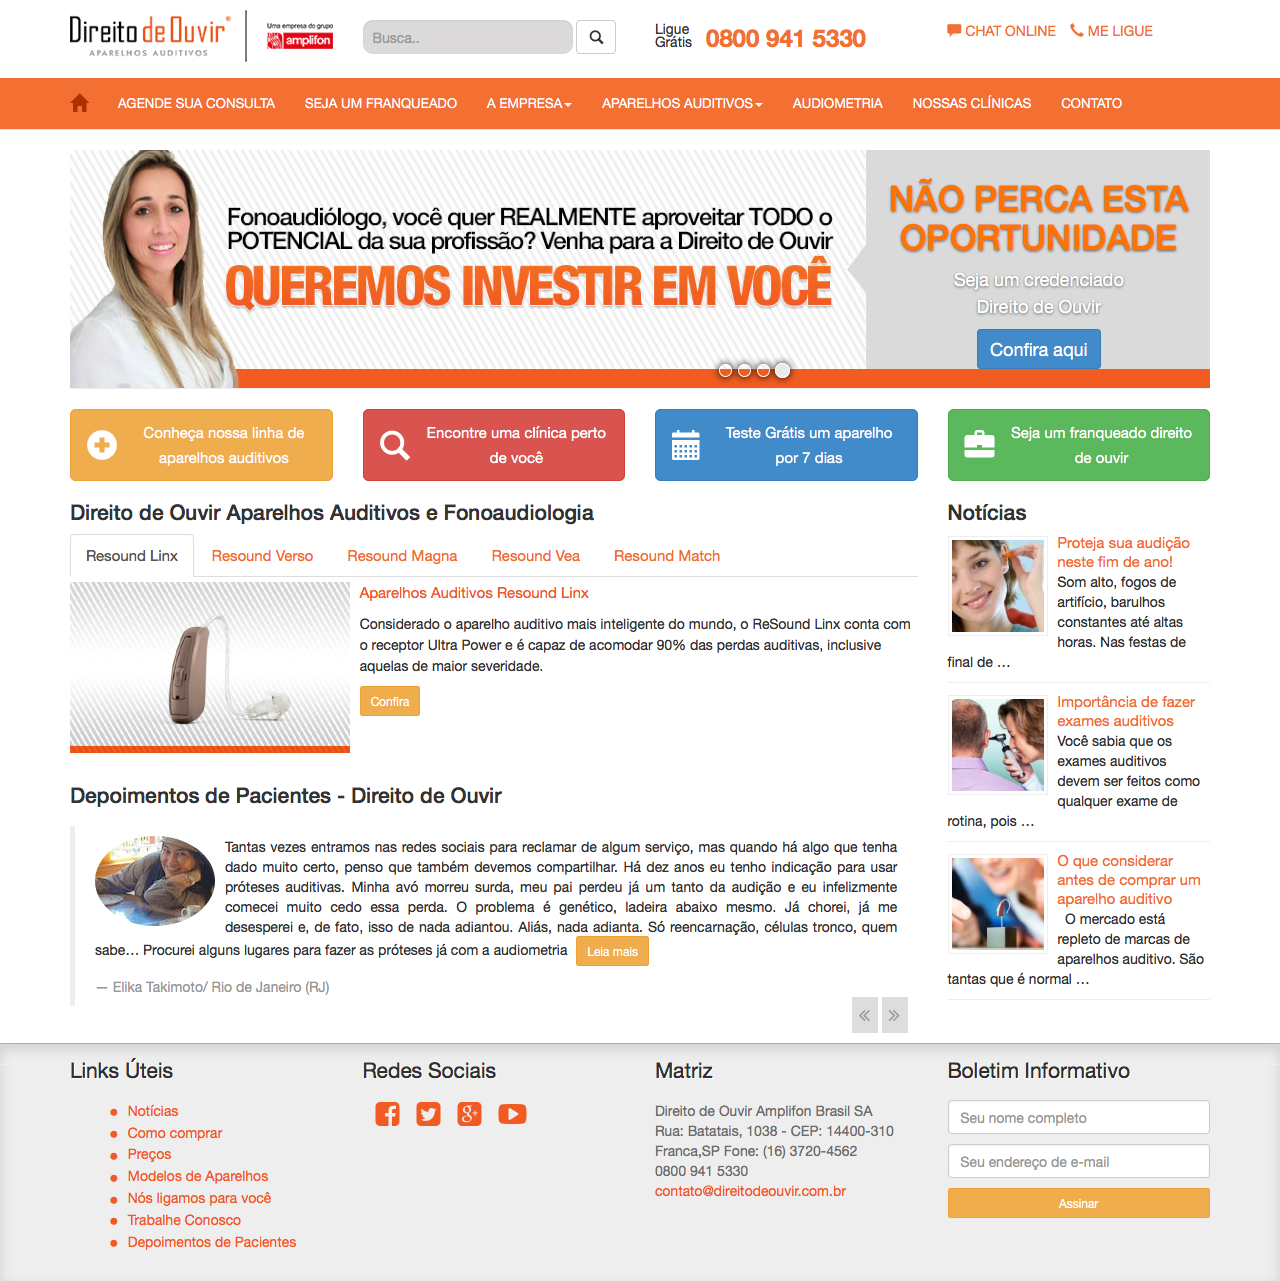 Direito de Ouvir®
APARELHOS AUDITIVOS
Uma empresa do grupo
amplifon
Busca..
Ligue
Grátis
0800 941 5330
CHAT ONLINE
ME LIGUE
AGENDE SUA CONSULTA
SEJA UM FRANQUEADO
A EMPRESA
APARELHOS AUDITIVOS
AUDIOMETRIA
NOSSAS CLÍNICAS
CONTATO
Fonoaudiólogo, você quer REALMENTE aproveitar TODO o
POTENCIAL da sua profissão? Venha para a Direito de Ouvir
QUEREMOS INVESTIR EM VOCÊ
NÃO PERCA ESTA
OPORTUNIDADE
Seja um credenciado
Direito de Ouvir
Confira aqui
Conheça nossa linha de
aparelhos auditivos
Encontre uma clínica perto
de você
Teste Grátis um aparelho
por 7 dias
Seja um franqueado direito
de ouvir
Direito de Ouvir Aparelhos Auditivos e Fonoaudiologia
Resound Linx
Resound Verso
Resound Magna
Resound Vea
Resound Match
Aparelhos Auditivos Resound Linx
Considerado o aparelho auditivo mais inteligente do mundo, o ReSound Linx conta com
o receptor Ultra Power e é capaz de acomodar 90% das perdas auditivas, inclusive
aquelas de maior severidade.
Confira
Depoimentos de Pacientes - Direito de Ouvir
Tantas vezes entramos nas redes sociais para reclamar de algum serviço, mas quando há algo que tenha
dado muito certo, penso que também devemos compartilhar. Há dez anos eu tenho indicação para usar
próteses auditivas. Minha avó morreu surda, meu pai perdeu já um tanto da audição e eu infelizmente
comecei muito cedo essa perda. O problema é genético, ladeira abaixo mesmo. Já chorei, já me
desesperei e, de fato, isso de nada adiantou. Aliás, nada adianta. Só reencarnação, células tronco, quem
sabe… Procurei alguns lugares para fazer as próteses já com a audiometria
Leia mais
— Elika Takimoto/ Rio de Janeiro (RJ)
« »
Notícias
Proteja sua audição
neste fim de ano!
Som alto, fogos de
artifício, barulhos
constantes até altas
horas. Nas festas de
final de …
Importância de fazer
exames auditivos
Você sabia que os
exames auditivos
devem ser feitos como
qualquer exame de
rotina, pois …
O que considerar
antes de comprar um
aparelho auditivo
O mercado está
repleto de marcas de
aparelhos auditivo. São
tantas que é normal …
Links Úteis
Notícias
Como comprar
Preços
Modelos de Aparelhos
Nós ligamos para você
Trabalhe Conosco
Depoimentos de Pacientes
Redes Sociais
Matriz
Direito de Ouvir Amplifon Brasil SA
Rua: Batatais, 1038 - CEP: 14400-310
Franca,SP Fone: (16) 3720-4562
0800 941 5330
contato@direitodeouvir.com.br
Boletim Informativo
Seu nome completo
Seu endereço de e-mail
Assinar